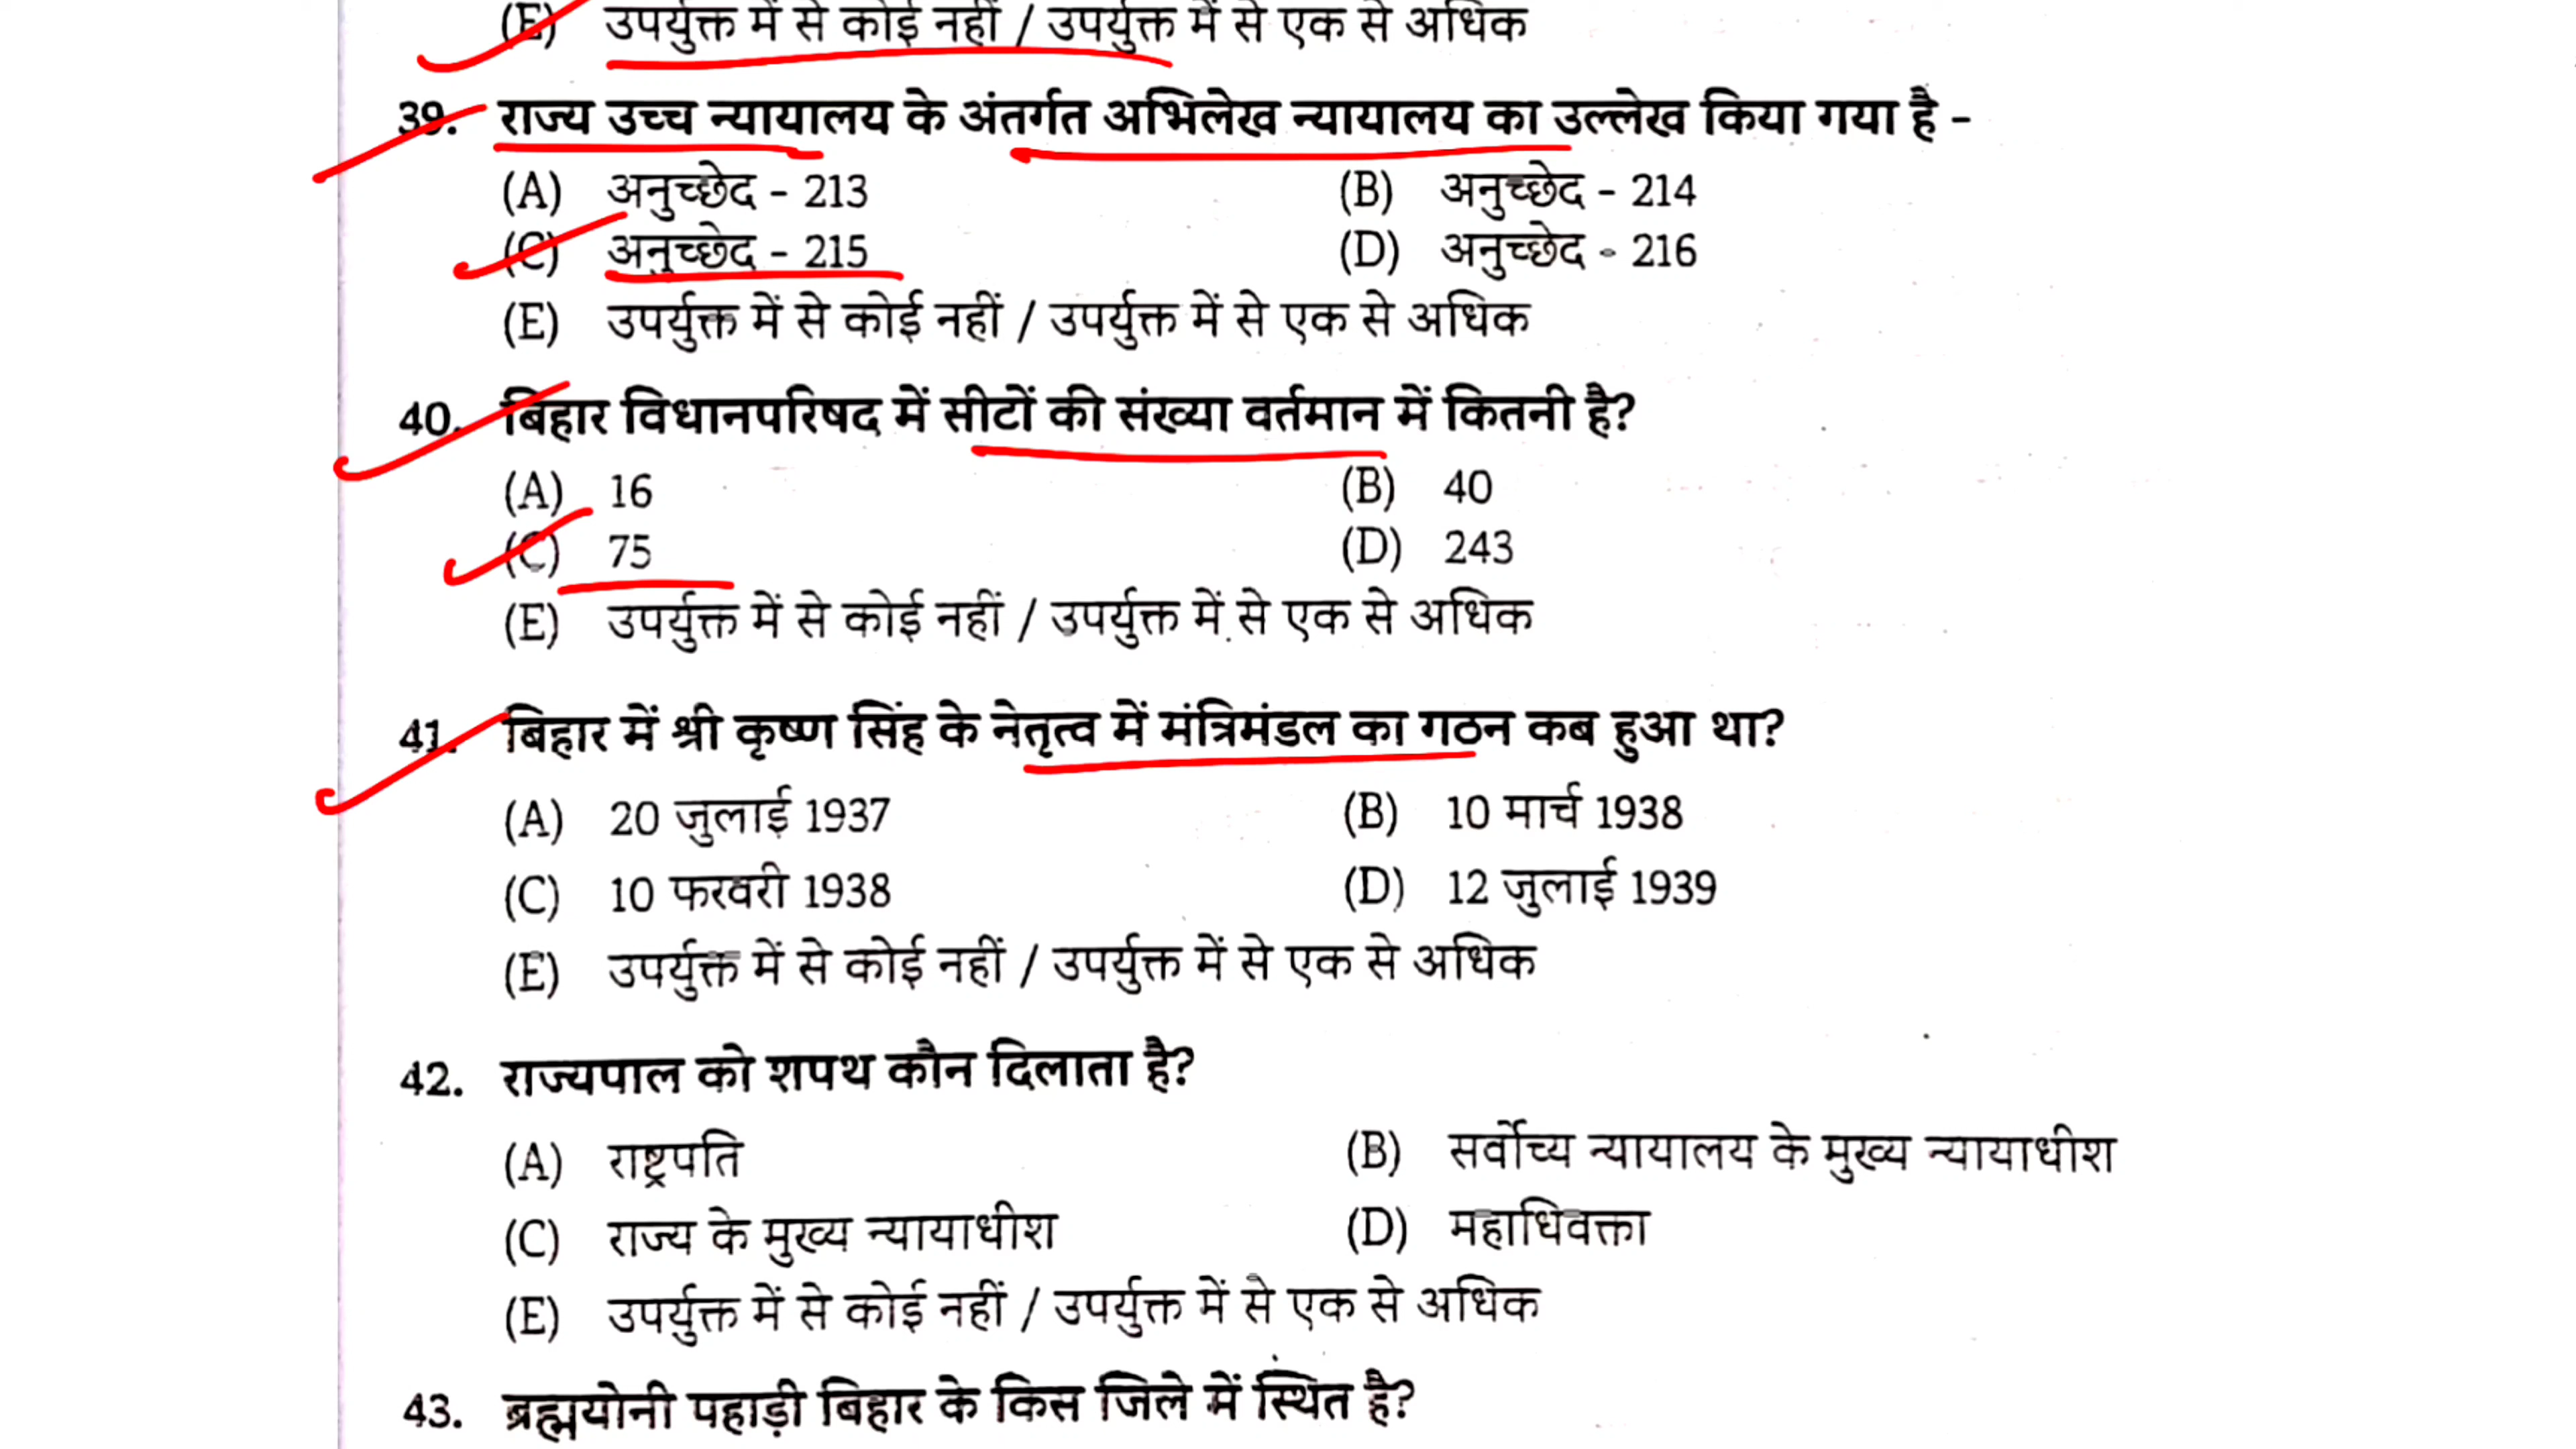 (E) उपर्युक्त में से कोई नहीं / उपर्युक्त में से एक से अधिक
39. राज्य उच्च न्यायालय के अंतर्गत अभिलेख न्यायालय का उल्लेख किया गया है -
(A) अनुच्छेद - 213 (B) अनुच्छेद - 214
(C) अनुच्छेद - 215 (D) अनुच्छेद - 216
(E) उपर्युक्त में से कोई नहीं / उपर्युक्त में से एक से अधिक
40. बिहार विधानपरिषद में सीटों की संख्या वर्तमान में कितनी है?
(A) 16 (B) 40
(C) 75 (D) 243
(E) उपर्युक्त में से कोई नहीं / उपर्युक्त में से एक से अधिक
41. बिहार में श्री कृष्ण सिंह के नेतृत्व में मंत्रिमंडल का गठन कब हुआ था?
(A) 20 जुलाई 1937 (B) 10 मार्च 1938
(C) 10 फरवरी 1938 (D) 12 जुलाई 1939
(E) उपर्युक्त में से कोई नहीं / उपर्युक्त में से एक से अधिक
42. राज्यपाल को शपथ कौन दिलाता है?
(A) राष्ट्रपति (B) सर्वोच्य न्यायालय के मुख्य न्यायाधीश
(C) राज्य के मुख्य न्यायाधीश (D) महाधिवक्ता
(E) उपर्युक्त में से कोई नहीं / उपर्युक्त में से एक से अधिक
43. ब्रह्मयोनी पहाड़ी बिहार के किस जिले में स्थित है?